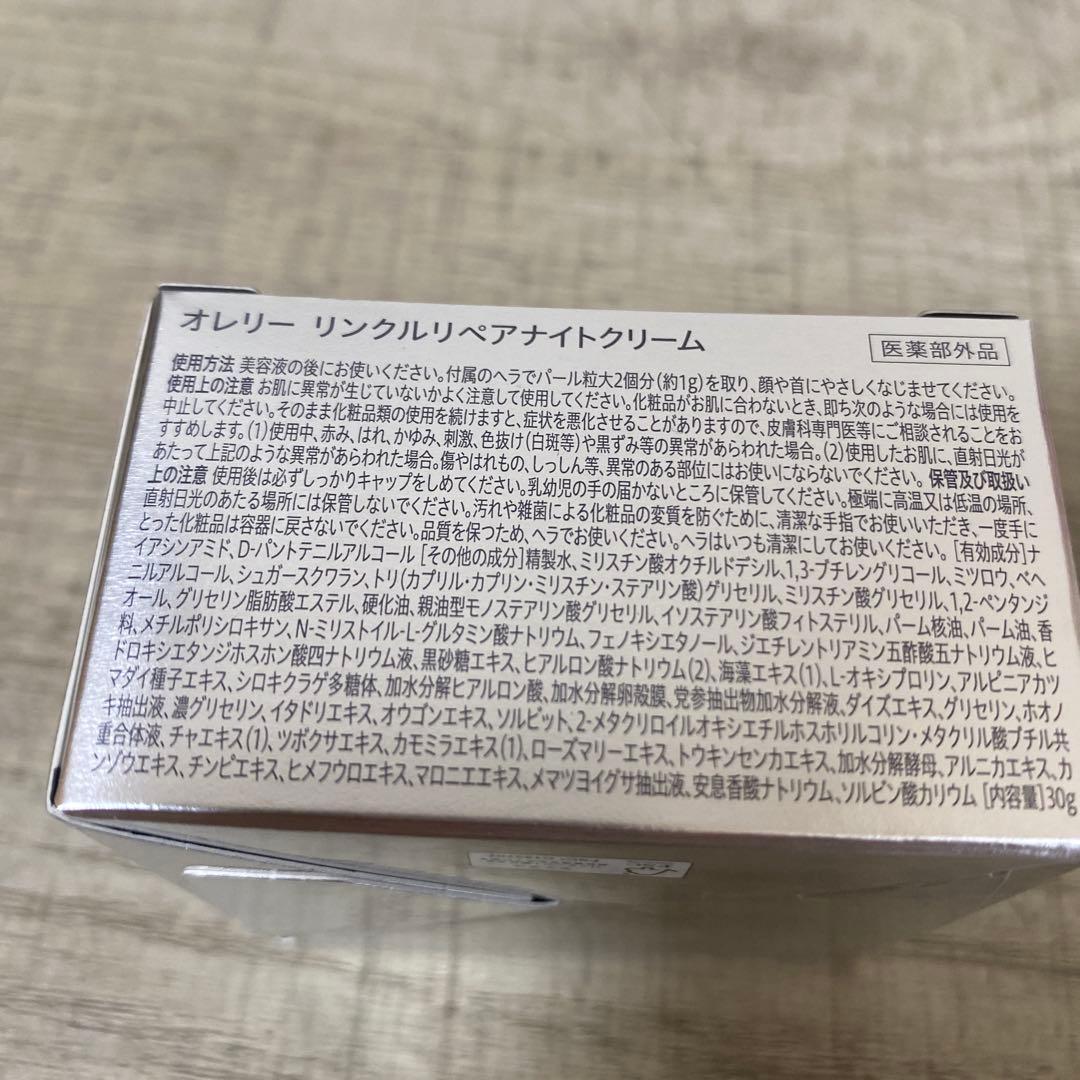 オレリー リンクルリペアナイトクリーム
医薬部外品
使用方法 美容液の後にお使いください。付属のヘラでパール粒大2個分(約1g)を取り、顔や首にやさしくなじませてください。
使用上の注意 お肌に異常が生じていないかよく注意して使用してください。化粧品がお肌に合わないとき、即ち次のような場合には使用を
中止してください。そのまま化粧品類の使用を続けますと、症状を悪化させることがありますので、皮膚科専門医等にご相談されることをお
すすめします。(1)使用中、赤み、はれ、かゆみ、刺激、色抜け(白斑等)や黒ずみ等の異常があらわれた場合。(2)使用したお肌に、直射日光が
あたって上記のような異常があらわれた場合。傷やはれもの、しっしん等、異常のある部位にはお使いにならないでください。 保管及び取扱い
上の注意 使用後は必ずしっかりキャップをしめてください。乳幼児の手の届かないところに保管してください。極端に高温又は低温の場所、
直射日光のあたる場所には保管しないでください。汚れや雑菌による化粧品の変質を防ぐために、清潔な手指でお使いいただき、一度手に
とった化粧品は容器に戻さないでください。品質を保つため、ヘラでお使いください。ヘラはいつも清潔にしてお使いください。 [有効成分]ナ
イアシンアミド、D-パントテニルアルコール [その他の成分]精製水、ミリスチン酸オクチルドデシル、1,3-ブチレングリコール、ミツロウ、ベヘ
ニルアルコール、シュガースクワラン、トリ(カプリル・カプリン・ミリスチン・ステアリン酸)グリセリル、ミリスチン酸グリセリル、1,2-ペンタンジ
オール、グリセリン脂肪酸エステル、硬化油、親油型モノステアリン酸グリセリル、イソステアリン酸フィトステリル、パーム核油、パーム油、香
料、メチルポリシロキサン、N-ミリストイル-L-グルタミン酸ナトリウム、フェノキシエタノール、ジエチレントリアミン五酢酸五ナトリウム液、ヒ
ドロキシエタンジホスホン酸四ナトリウム液、黒砂糖エキス、ヒアルロン酸ナトリウム(2)、海藻エキス(1)、L-オキシプロリン、アルピニアカツ
マダイ種子エキス、シロキクラゲ多糖体、加水分解ヒアルロン酸、加水分解卵殻膜、党参抽出物加水分解液、ダイズエキス、グリセリン、ホオノ
キ抽出液、濃グリセリン、イタドリエキス、オウゴンエキス、ソルビット、2-メタクリロイルオキシエチルホスホリルコリン・メタクリル酸ブチル共
重合体液、チャエキス(1)、ツボクサエキス、カモミラエキス(1)、ローズマリーエキス、トウキンセンカエキス、加水分解酵母、アルニカエキス、カ
ンゾウエキス、チンピエキス、ヒメフウロエキス、マロニエエキス、メマツヨイグサ抽出液、安息香酸ナトリウム、ソルビン酸カリウム [内容量]30g